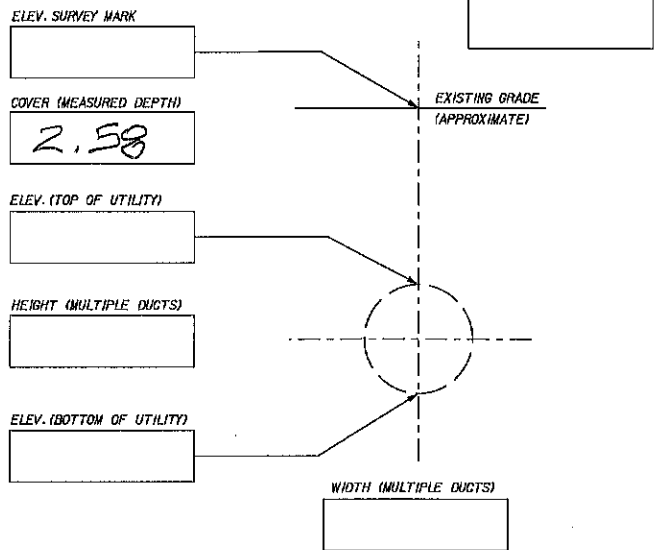 ELEV. SURVEY MARK
COVER (MEASURED DEPTH)
2.58
EXISTING GRADE
(APPROXIMATE)
ELEV. (TOP OF UTILITY)
HEIGHT (MULTIPLE DUCTS)
ELEV. (BOTTOM OF UTILITY)
WIDTH (MULTIPLE DUCTS)